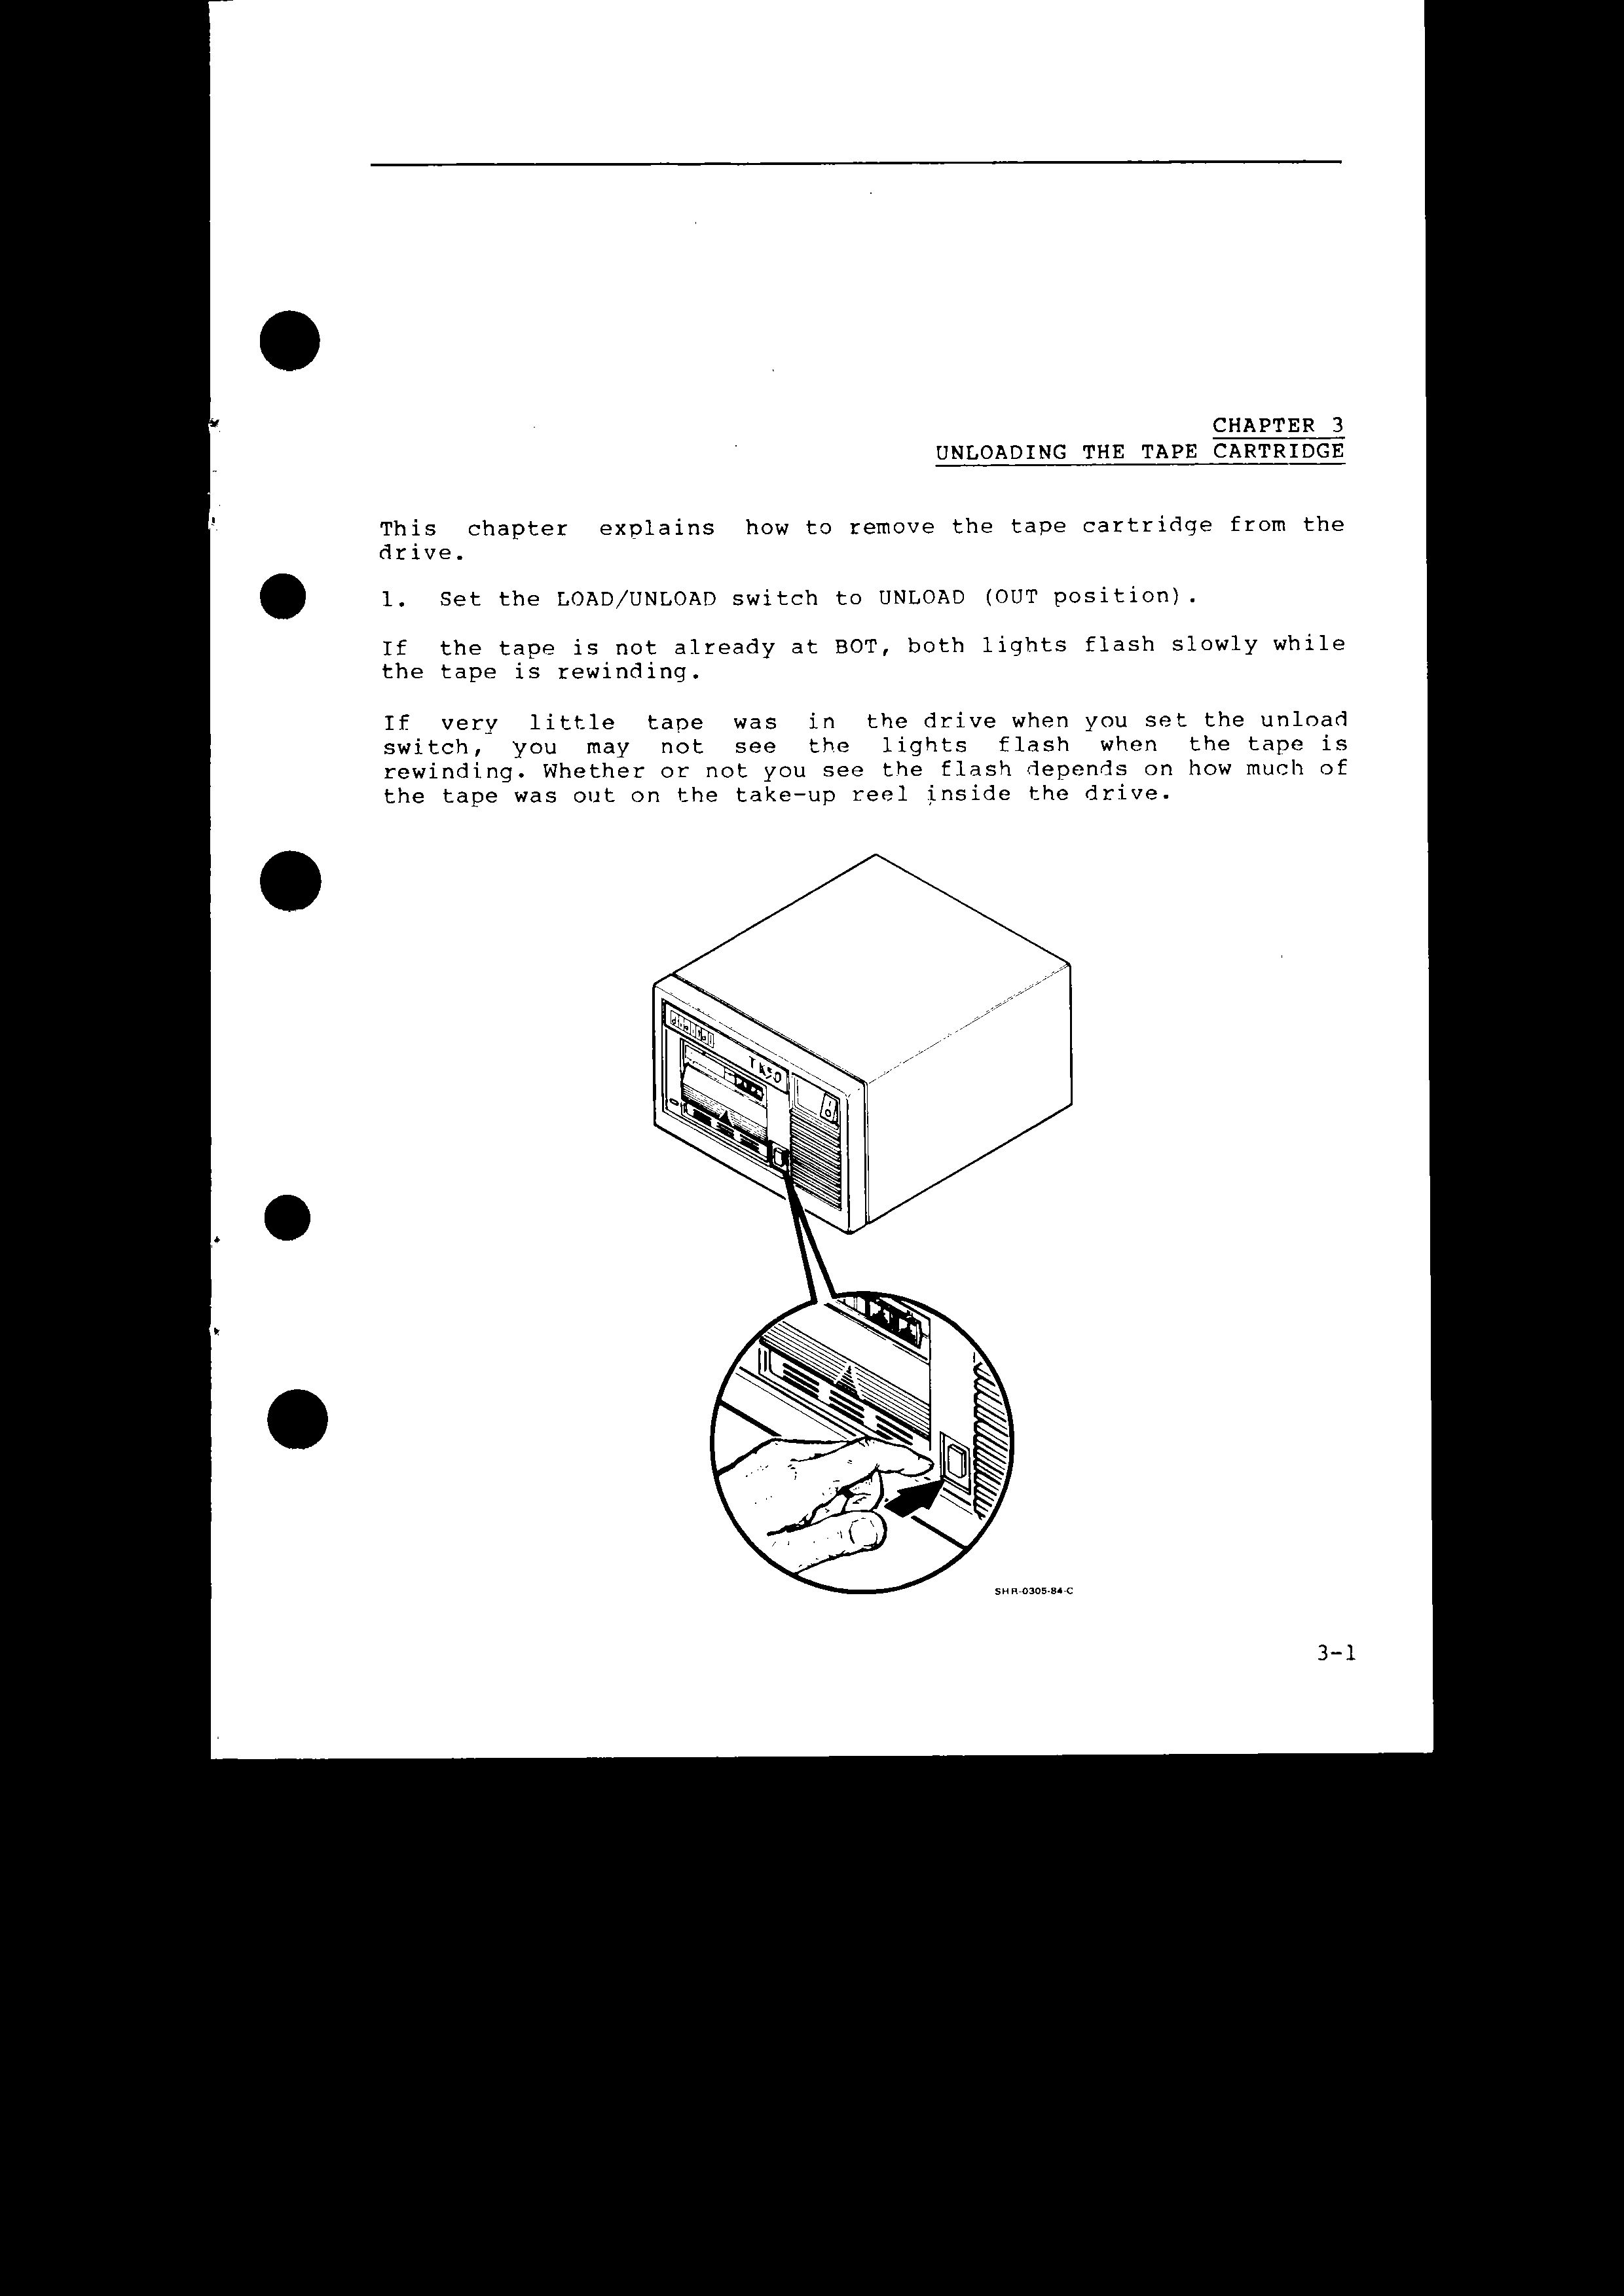 CHAPTER 3
UNLOADING THE TAPE CARTRIDGE
This chapter explains how to remove the tape cartridge from the
drive.
1. Set the LOAD/UNLOAD switch to UNLOAD (OUT position).
If the tape is not already at BOT, both lights flash slowly while
the tape is rewinding.
If very little tape was in the drive when you set the unload
switch, you may not see the lights flash when the tape is
rewinding. Whether or not you see the flash depends on how much of
the tape was out on the take-up reel inside the drive.
digital
TK50
SHR-0305-84-C
3-1